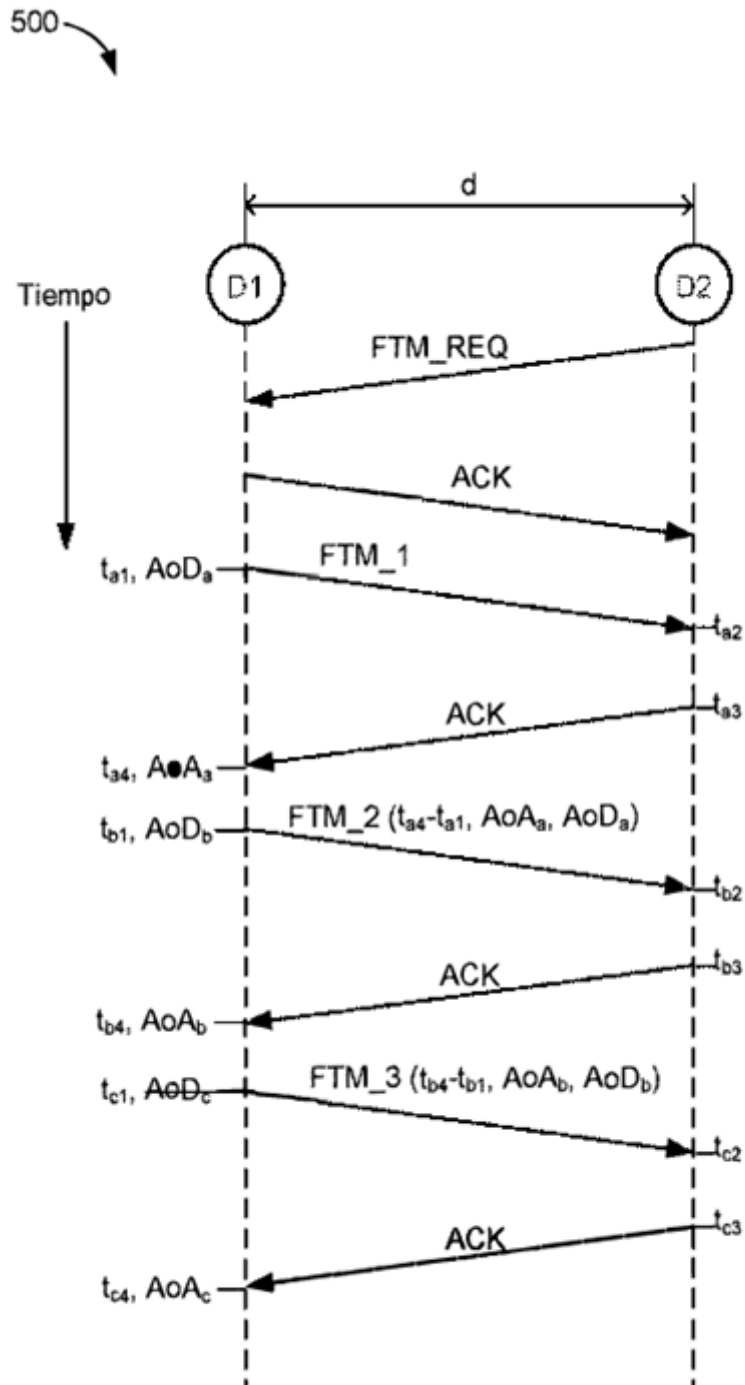 500
d
D1
D2
Tiempo
FTM_REQ
ACK
t_a1, AoD_a
FTM_1
t_a2
t_a3
ACK
t_a4, A●A_a
t_b1, AoD_b
FTM_2 (t_a4-t_a1, AoA_a, AoD_a)
t_b2
t_b3
ACK
t_b4, AoA_b
t_c1, AoD_c
FTM_3 (t_b4-t_b1, AoA_b, AoD_b)
t_c2
t_c3
ACK
t_c4, AoA_c